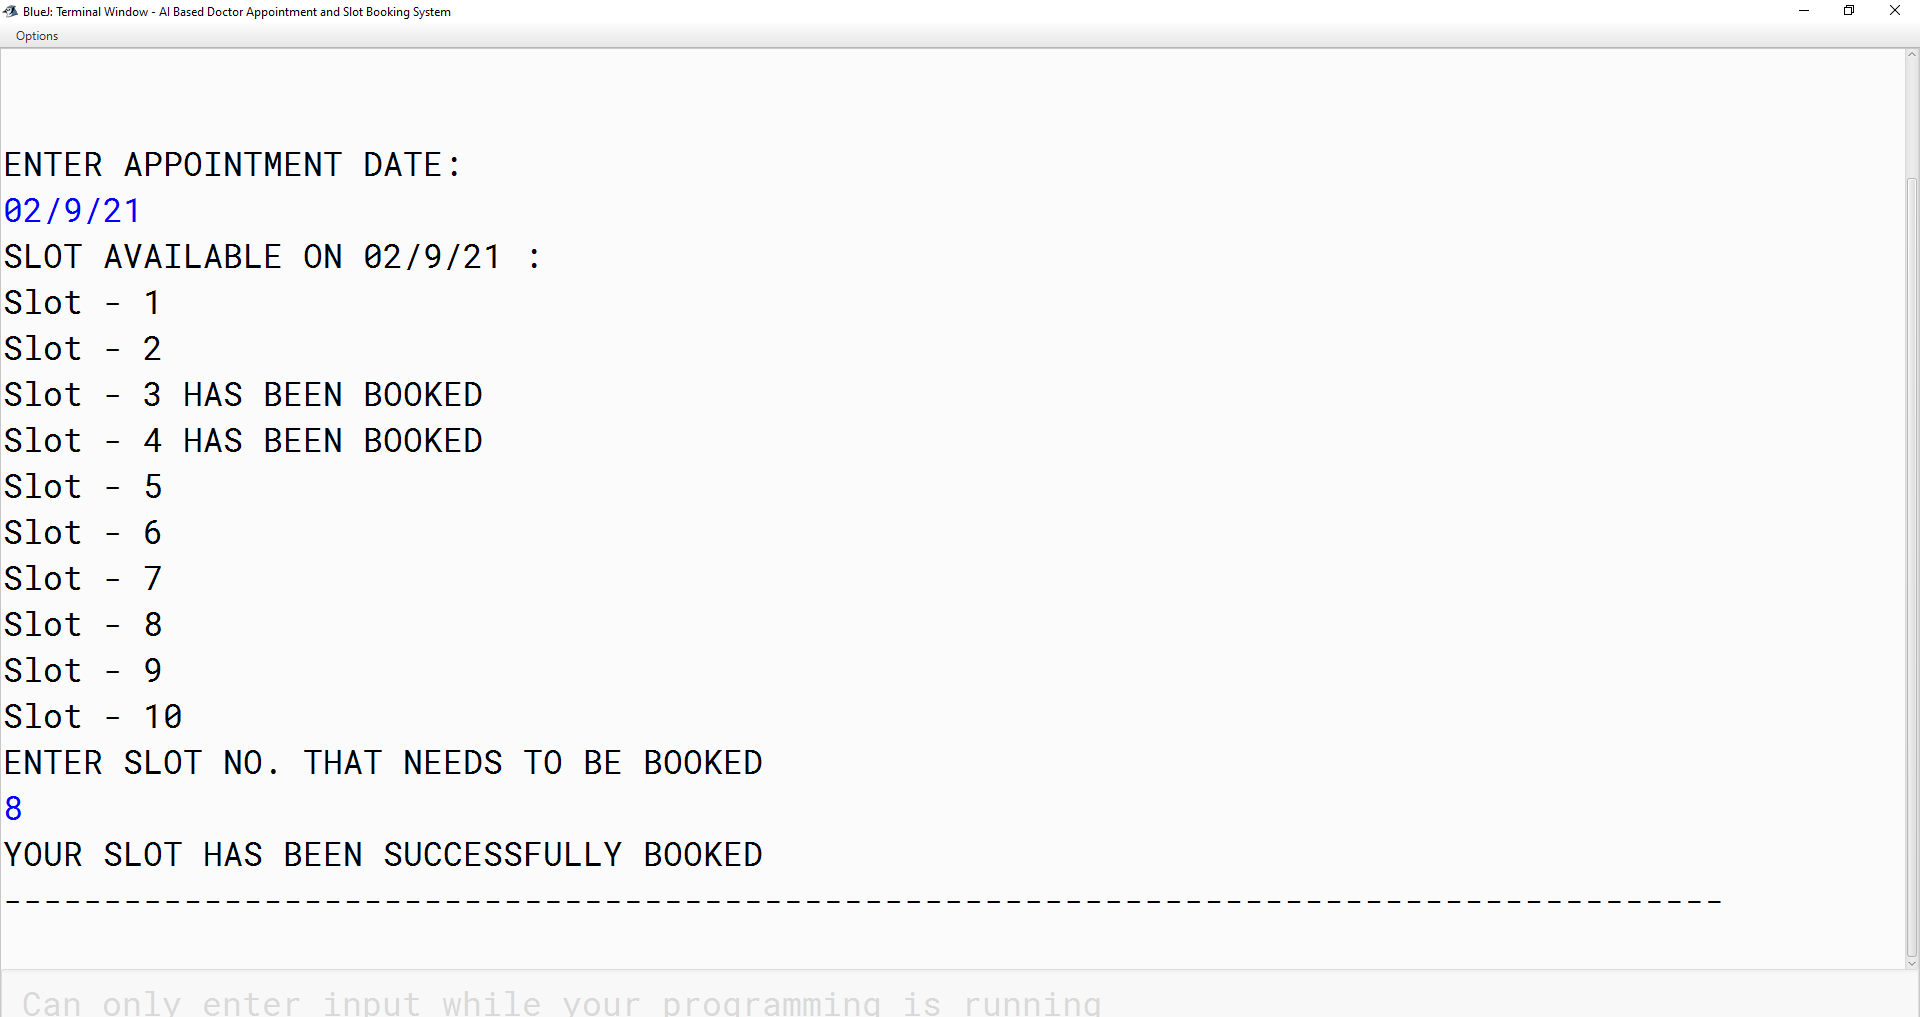 BlueJ: Terminal Window - AI Based Doctor Appointment and Slot Booking System
Options
ENTER APPOINTMENT DATE:
02/9/21
SLOT AVAILABLE ON 02/9/21 :
Slot - 1
Slot - 2
Slot - 3 HAS BEEN BOOKED
Slot - 4 HAS BEEN BOOKED
Slot - 5
Slot - 6
Slot - 7
Slot - 8
Slot - 9
Slot - 10
ENTER SLOT NO. THAT NEEDS TO BE BOOKED
8
YOUR SLOT HAS BEEN SUCCESSFULLY BOOKED
--------------------------------------------------------------------------------------
Can only enter input while your programming is running